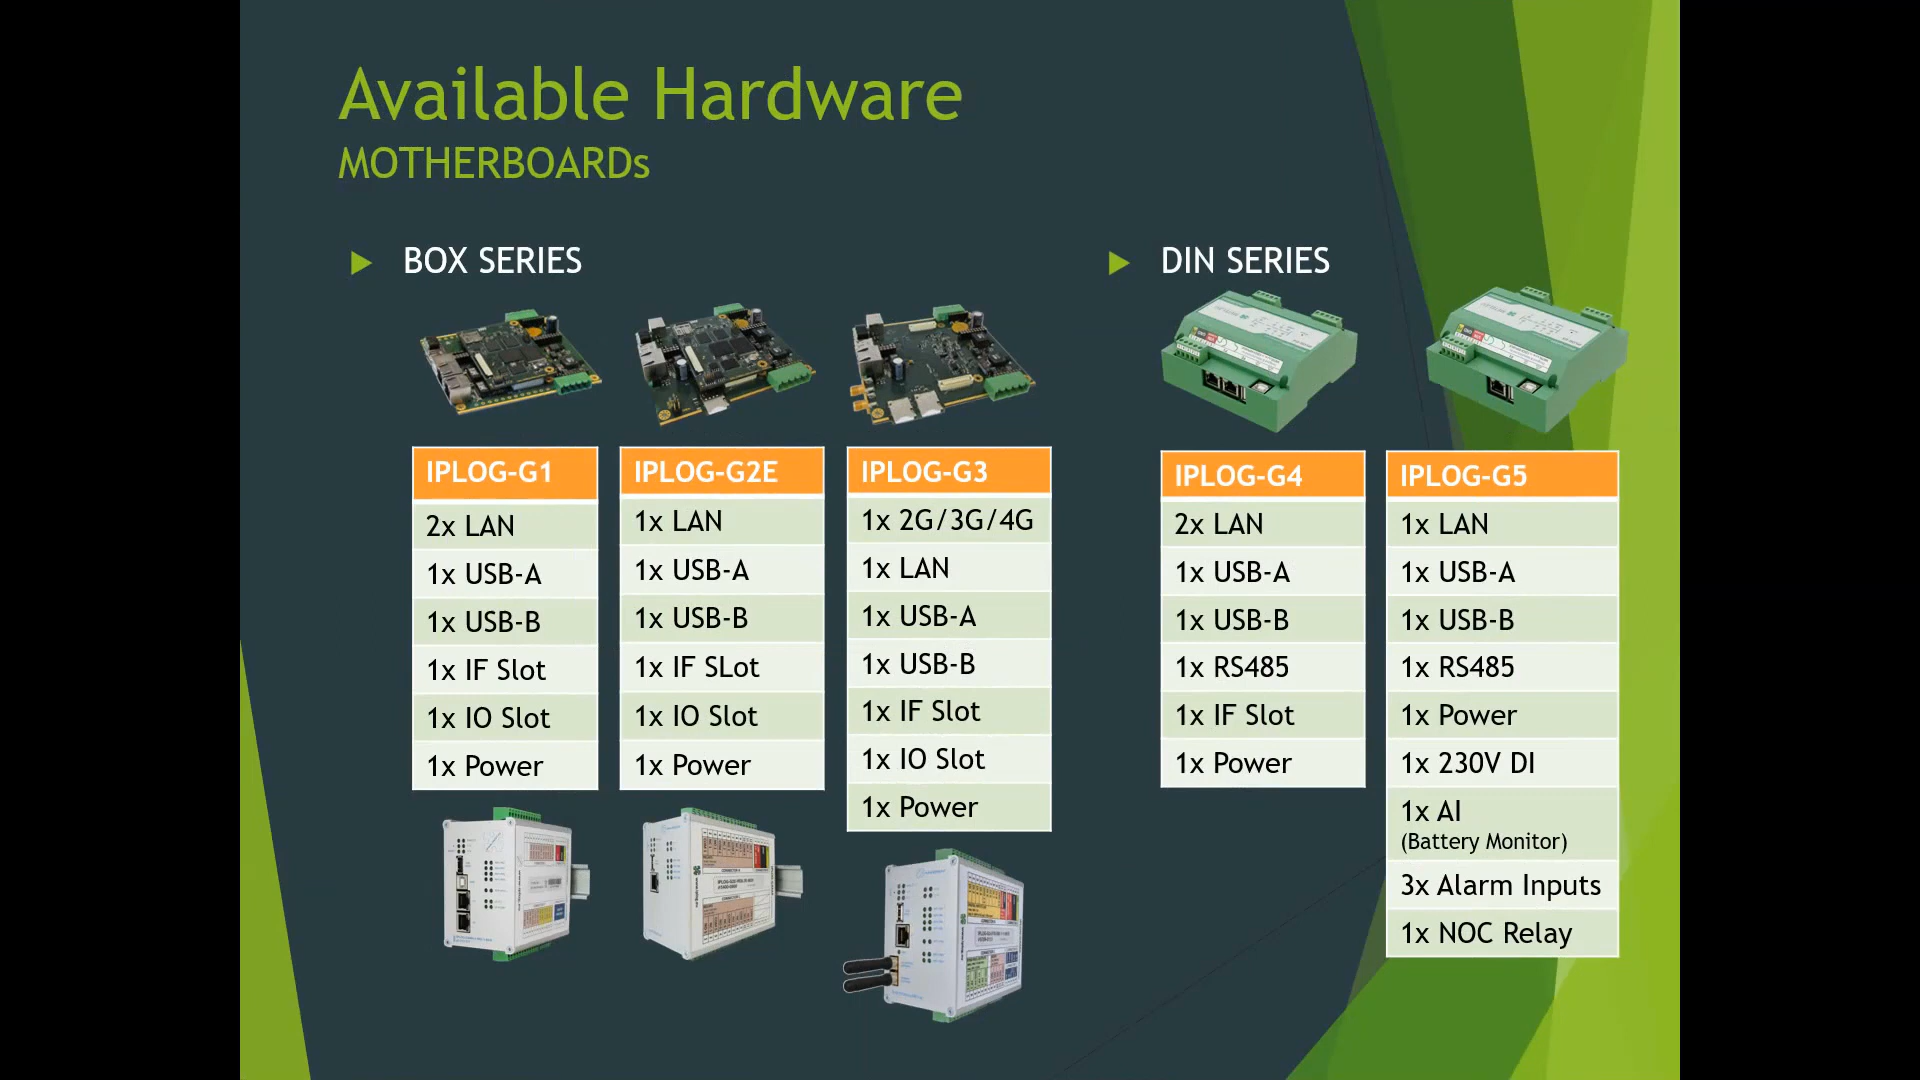 Available Hardware
MOTHERBOARDs
BOX SERIES
IPLOG-G1
2x LAN
1x USB-A
1x USB-B
1x IF Slot
1x IO Slot
1x Power
IPLOG-G2E
1x LAN
1x USB-A
1x USB-B
1x IF SLot
1x IO Slot
1x Power
IPLOG-G3
1x 2G/3G/4G
1x LAN
1x USB-A
1x USB-B
1x IF Slot
1x IO Slot
1x Power
DIN SERIES
IPLOG-G4
2x LAN
1x USB-A
1x USB-B
1x RS485
1x IF Slot
1x Power
IPLOG-G5
1x LAN
1x USB-A
1x USB-B
1x RS485
1x Power
1x 230V DI
1x AI
(Battery Monitor)
3x Alarm Inputs
1x NOC Relay